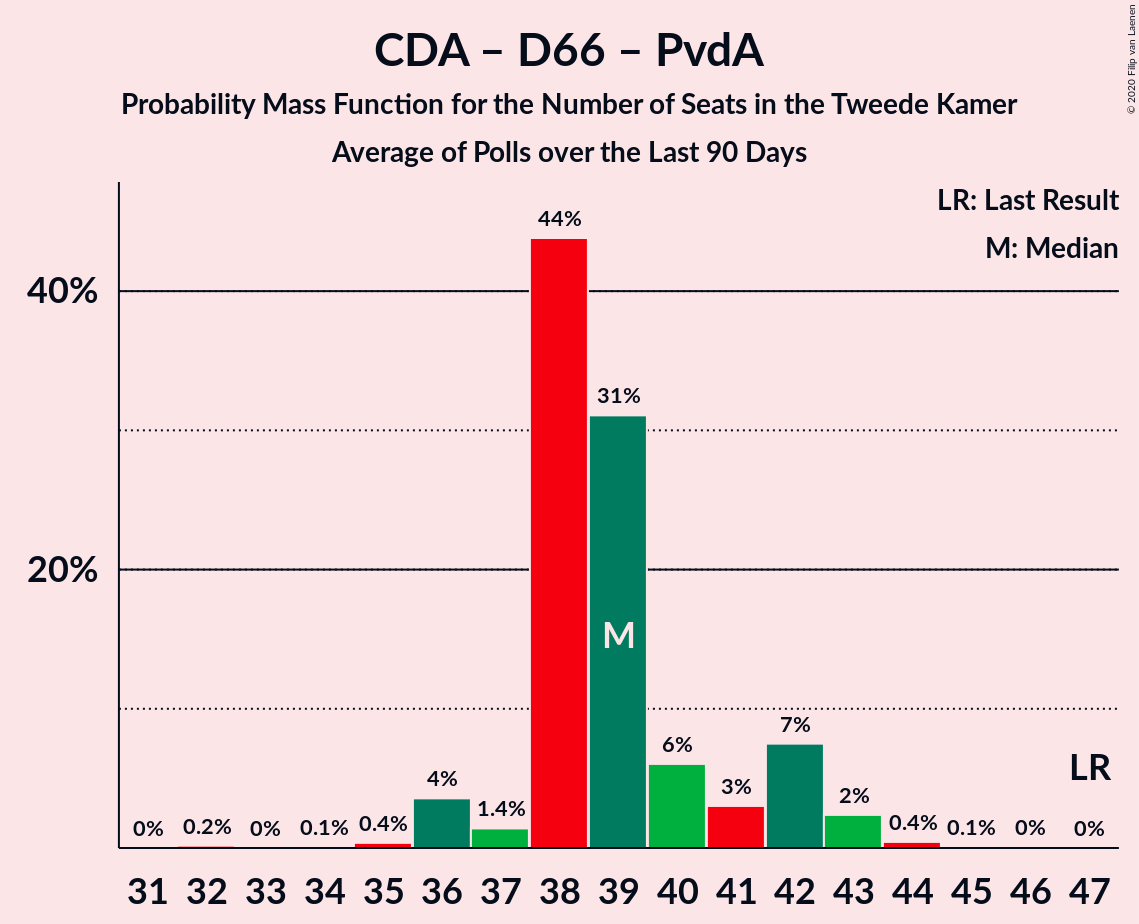 CDA – D66 – PvdA
Probability Mass Function for the Number of Seats in the Tweede Kamer
Average of Polls over the Last 90 Days
© 2020 Filip van Laenen
LR: Last Result
M: Median
44%
40%
31%
20%
M
7%
6%
LR
4%
3%
2%
1.4%
0% 0.2% 0% 0.1% 0.4% 0.4% 0.1% 0% 0%
31 32 33 34 35 36 37 38 39 40 41 42 43 44 45 46 47